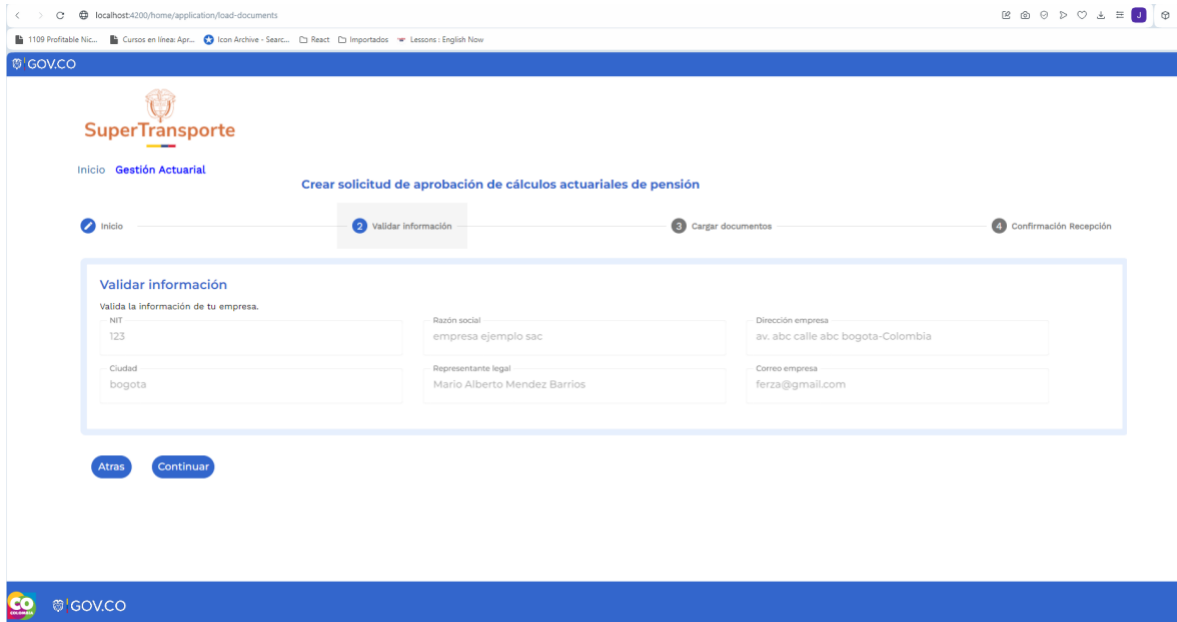 localhost:4200/home/application/load-documents
J
1109 Profitable Nic... Cursos en línea: Apr... Icon Archive - Searc... React Importados Lessons : English Now
GOV.CO
SuperTransporte
Inicio Gestión Actuarial
Crear solicitud de aprobación de cálculos actuariales de pensión
Inicio 2 Validar información 3 Cargar documentos 4 Confirmación Recepción
Validar información
Valida la información de tu empresa.
NIT Razón social Dirección empresa
123 empresa ejemplo sac av. abc calle abc bogota-Colombia
Ciudad Representante legal Correo empresa
bogota Mario Alberto Mendez Barrios ferza@gmail.com
Atras Continuar
CO
COLOMBIA
GOV.CO